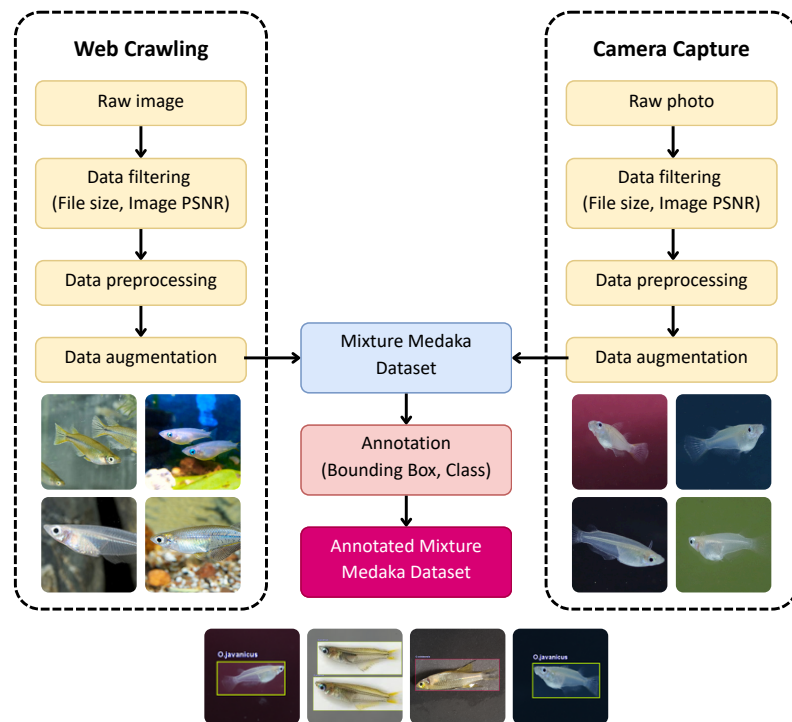 Web Crawling
Raw image
Data filtering
(File size, Image PSNR)
Data preprocessing
Data augmentation
Camera Capture
Raw photo
Data filtering
(File size, Image PSNR)
Data preprocessing
Data augmentation
Mixture Medaka
Dataset
Annotation
(Bounding Box, Class)
Annotated Mixture
Medaka Dataset
O.javanicus
O.javanicus